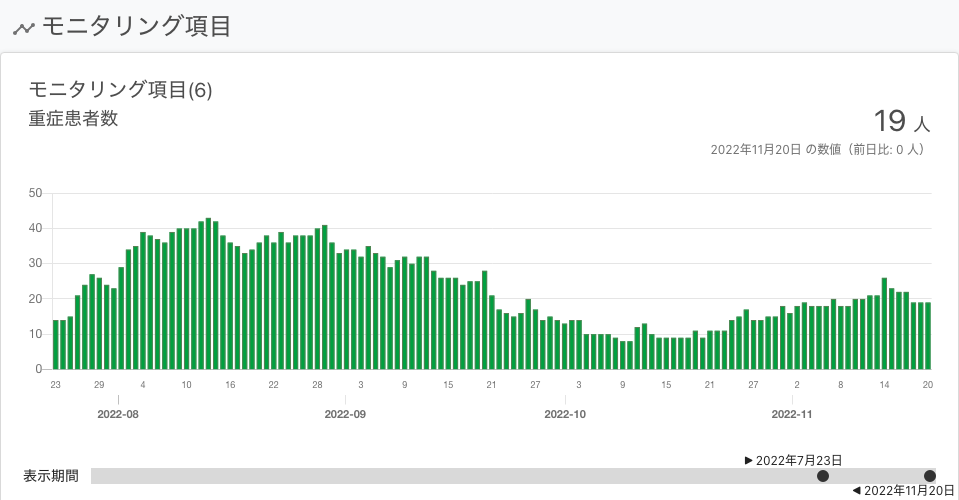 モニタリング項目
モニタリング項目(6)
重症患者数
19 人
2022年11月20日 の数値（前日比: 0 人）
50
40
30
20
10
0
23 29 4 10 16 22 28 3 9 15 21 27 3 9 15 21 27 2 8 14 20
2022-08 2022-09 2022-10 2022-11
▶ 2022年7月23日
表示期間
◀ 2022年11月20日